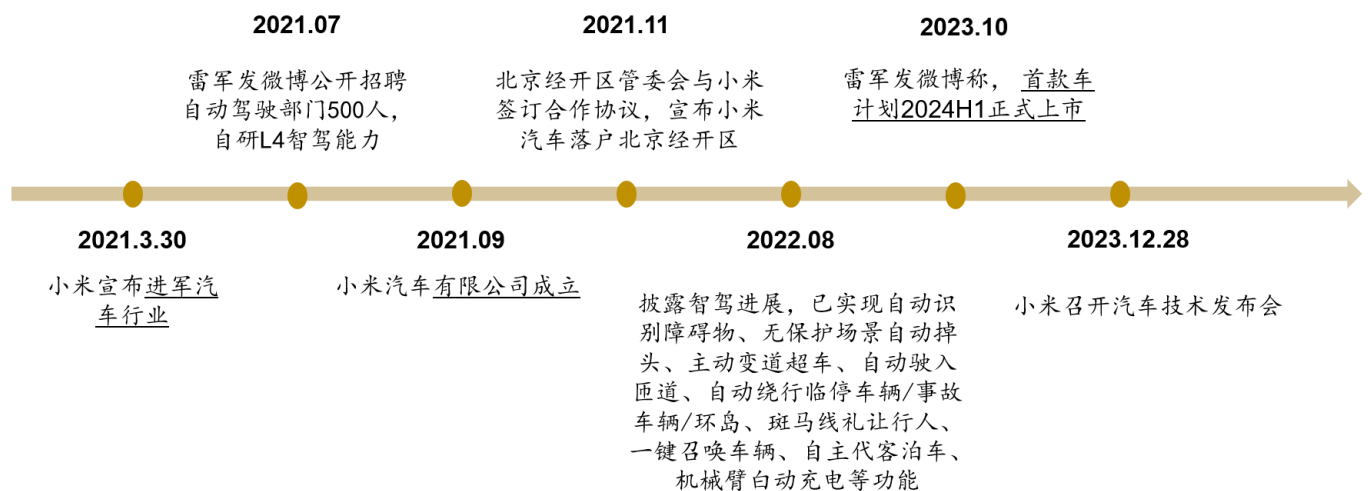 2021.07
雷军发微博公开招聘
自动驾驶部门500人，
自研L4智驾能力
2021.11
北京经开区管委会与小米
签订合作协议，宣布小米
汽车落户北京经开区
2023.10
雷军发微博称， 首款车
计划2024H1正式上市
2021.3.30
小米宣布进军汽
车行业
2021.09
小米汽车有限公司成立
2022.08
披露智驾进展，已实现自动识
别障碍物、无保护场景自动掉
头、主动变道超车、自动驶入
匝道、自动绕行临停车辆/事故
车辆/环岛、斑马线礼让行人、
一键召唤车辆、自主代客泊车、
机械臂白动充电等功能
2023.12.28
小米召开汽车技术发布会